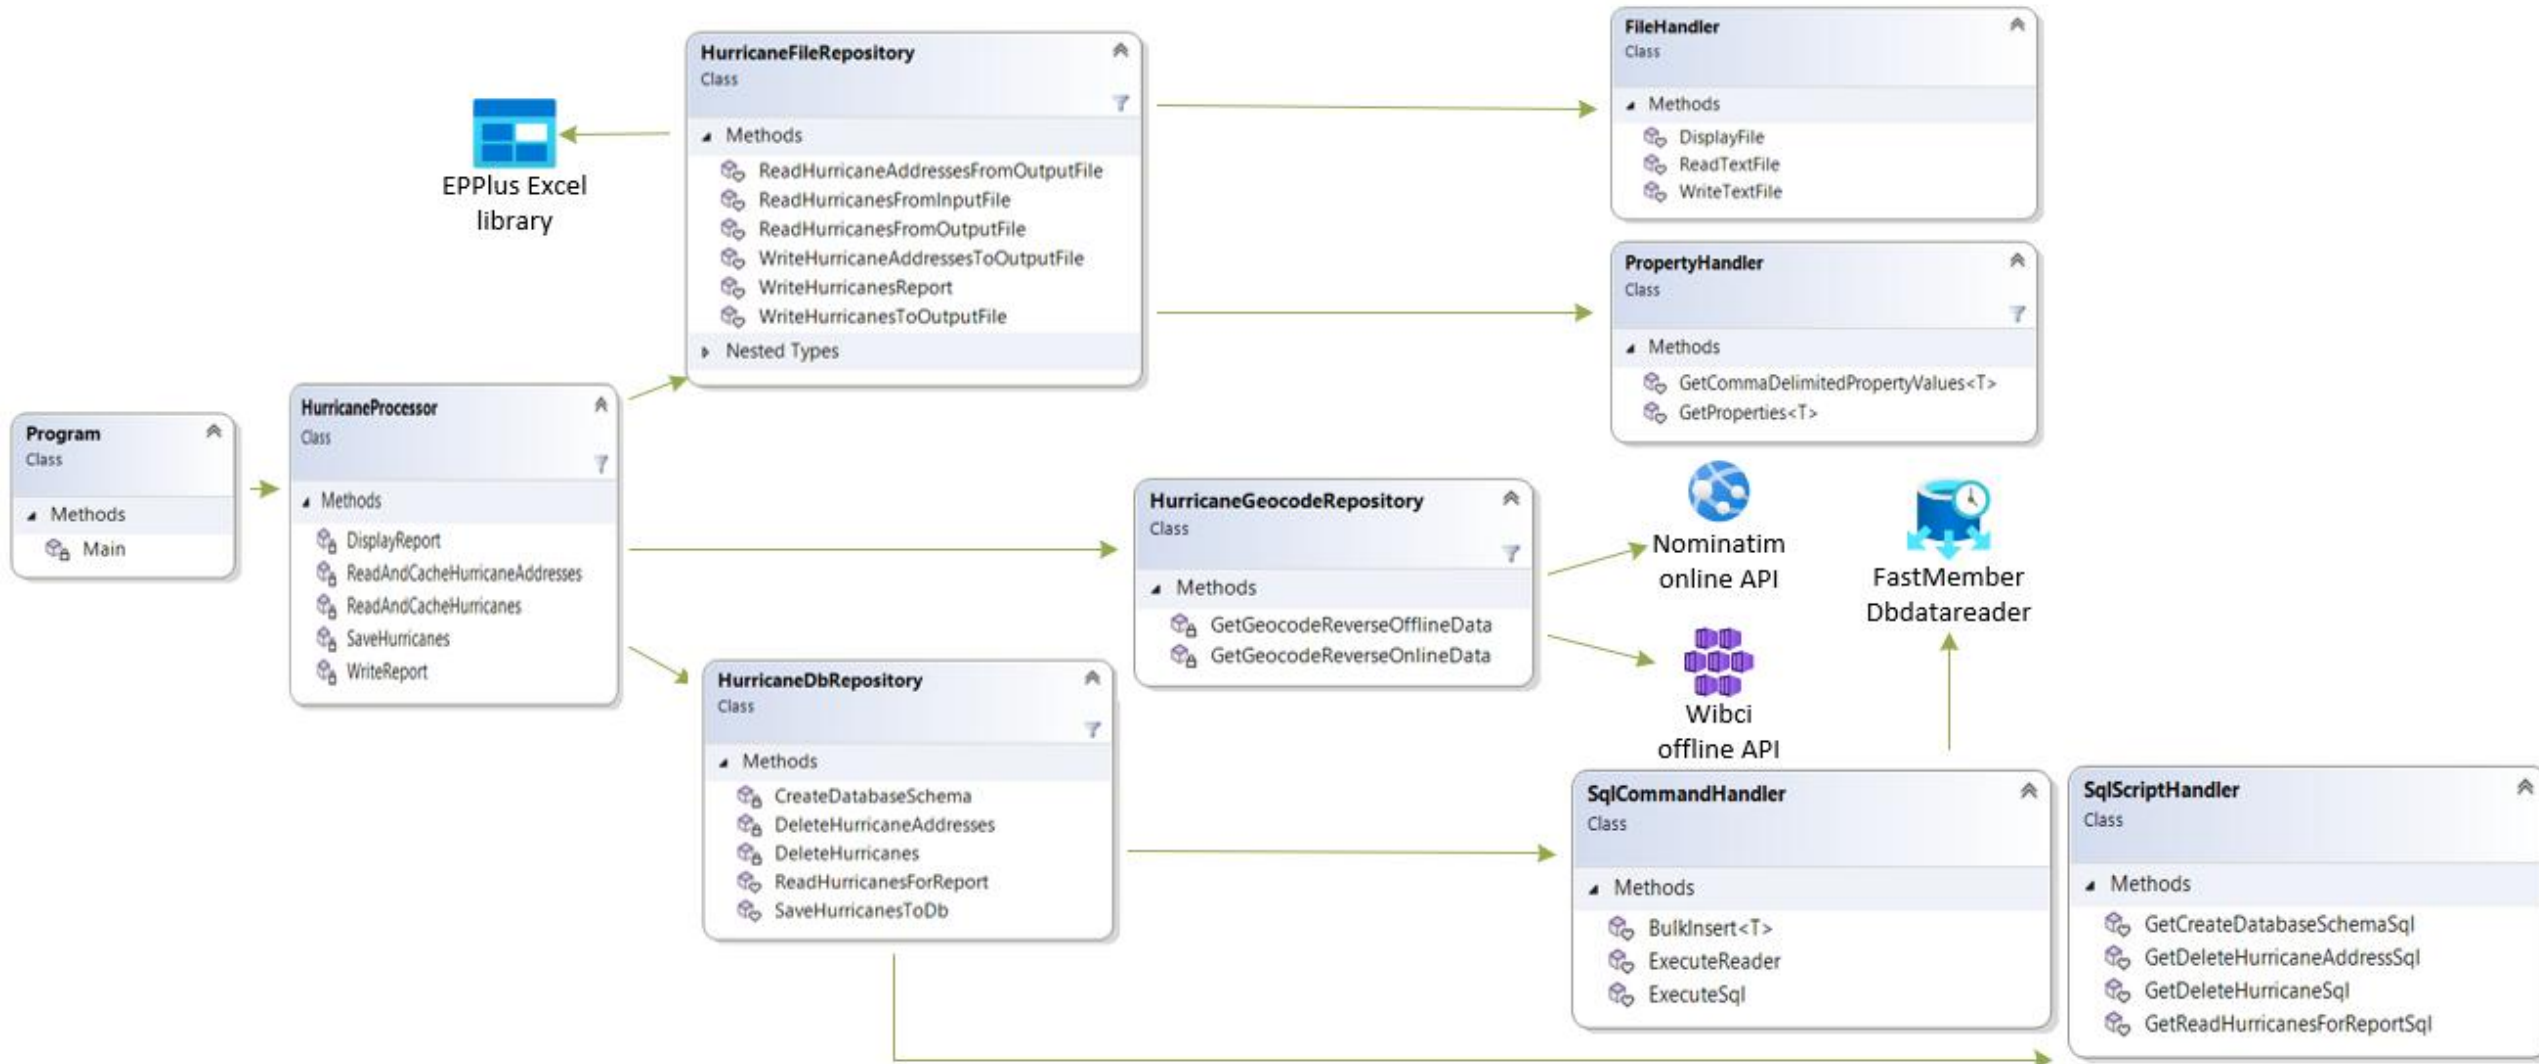 Program
Class
Methods
Main
HurricaneProcessor
Class
Methods
DisplayReport
ReadAndCacheHurricaneAddresses
ReadAndCacheHurricanes
SaveHurricanes
WriteReport
EPPlus Excel
library
HurricaneFileRepository
Class
Methods
ReadHurricaneAddressesFromOutputFile
ReadHurricanesFromInputFile
ReadHurricanesFromOutputFile
WriteHurricaneAddressesToOutputFile
WriteHurricanesReport
WriteHurricanesToOutputFile
Nested Types
FileHandler
Class
Methods
DisplayFile
ReadTextFile
WriteTextFile
PropertyHandler
Class
Methods
GetCommaDelimitedPropertyValues<T>
GetProperties<T>
HurricaneGeocodeRepository
Class
Methods
GetGeocodeReverseOfflineData
GetGeocodeReverseOnlineData
Nominatim
online API
Wibci
offline API
FastMember
Dbdatareader
HurricaneDbRepository
Class
Methods
CreateDatabaseSchema
DeleteHurricaneAddresses
DeleteHurricanes
ReadHurricanesForReport
SaveHurricanesToDb
SqlCommandHandler
Class
Methods
BulkInsert<T>
ExecuteReader
ExecuteSql
SqlScriptHandler
Class
Methods
GetCreateDatabaseSchemaSql
GetDeleteHurricaneAddressSql
GetDeleteHurricaneSql
GetReadHurricanesForReportSql